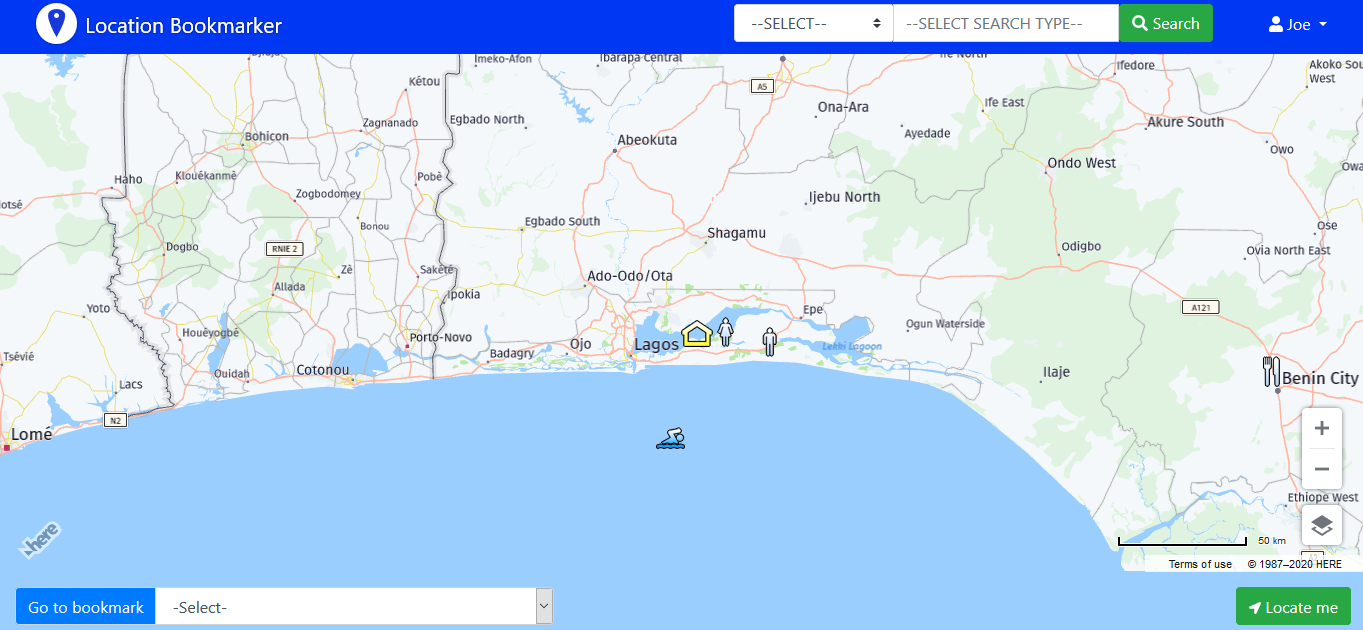 Location Bookmarker
--SELECT--
--SELECT SEARCH TYPE--
Search
Joe
Imeko-Afon
Ibarapa Central
Ife North
Ifedore
Akoko Sou
West
Kétou
A5
Ona-Ara
Ife East
Zagnanado
Egbado North
Bohicon
Abeokuta
Ayedade
Akure South
Owo
Ondo West
Owa
Haho
Klouékanmè
Pobè
Zogbodomey
Ijebu North
otsé
Bonou
Egbado South
Shagamu
Ose
Dogbo
RNIE 2
Odigbo
Ovia North East
Zè
Sakété
Ado-Odo/Ota
Allada
Ipokia
Yoto
Epe
A121
Houéyogbé
Porto-Novo
Ogun Waterside
Tsévié
Badagry
Ojo
Lagos
Lekki Lagoon
Ouidah
Cotonou
Ilaje
Benin City
Lacs
N2
Lomé
Ethiope West
here
50 km
Terms of use
© 1987–2020 HERE
Go to bookmark
-Select-
Locate me